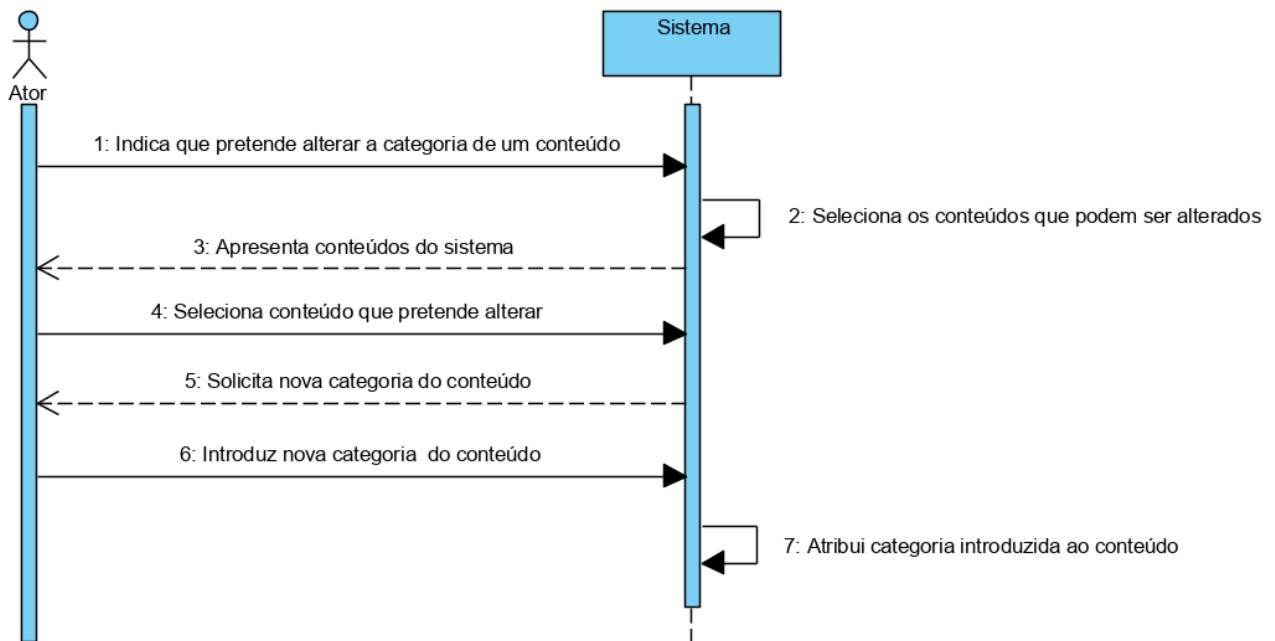 Sistema
Ator
1: Indica que pretende alterar a categoria de um conteúdo
2: Seleciona os conteúdos que podem ser alterados
3: Apresenta conteúdos do sistema
4: Seleciona conteúdo que pretende alterar
5: Solicita nova categoria do conteúdo
6: Introduz nova categoria  do conteúdo
7: Atribui categoria introduzida ao conteúdo